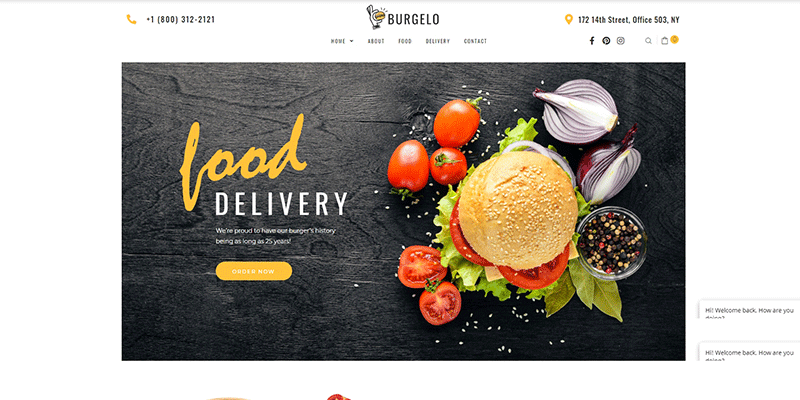 +1 (800) 312-2121
BURGELO
172 14th Street, Office 503, NY
HOME ABOUT FOOD DELIVERY CONTACT
food
DELIVERY
We're proud to have our burger's history
being as long as 25 years!
ORDER NOW
Hi! Welcome back. How are you
doing?
Hi! Welcome back. How are you
doing?